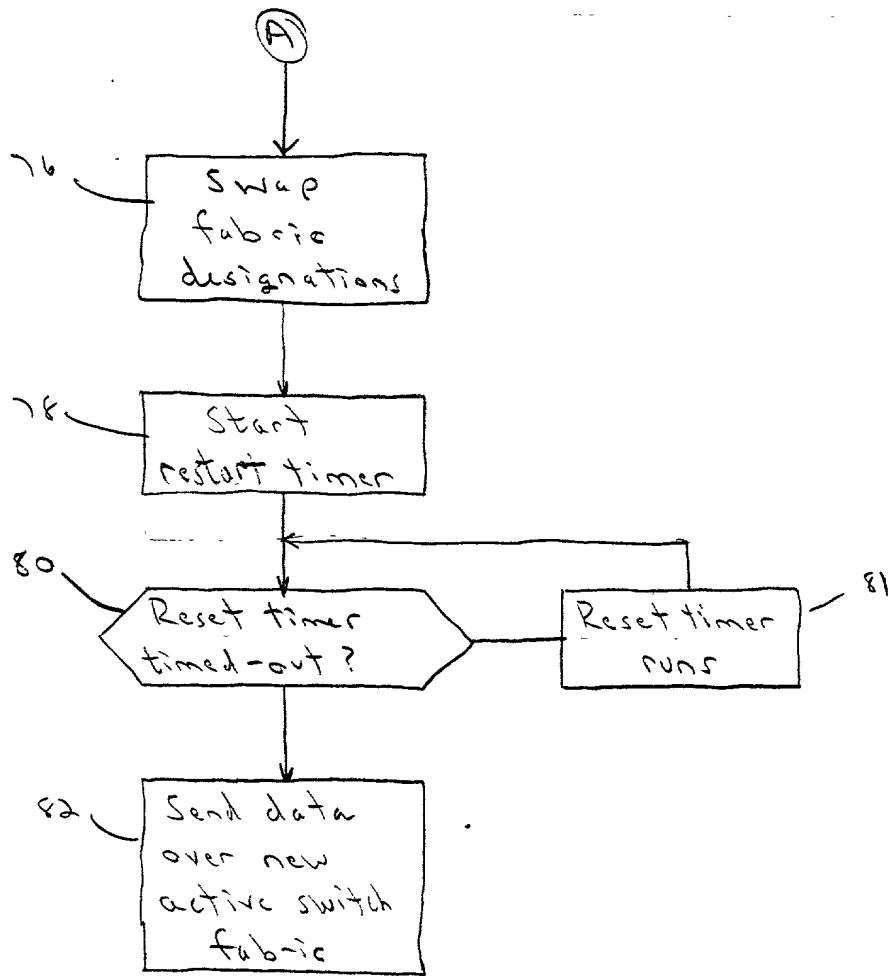 A
76
Swap
fabric
designations
78
Start
restart timer
80
Reset timer
timed-out?
81
Reset timer
runs
82
Send data
over new
active switch
fabric